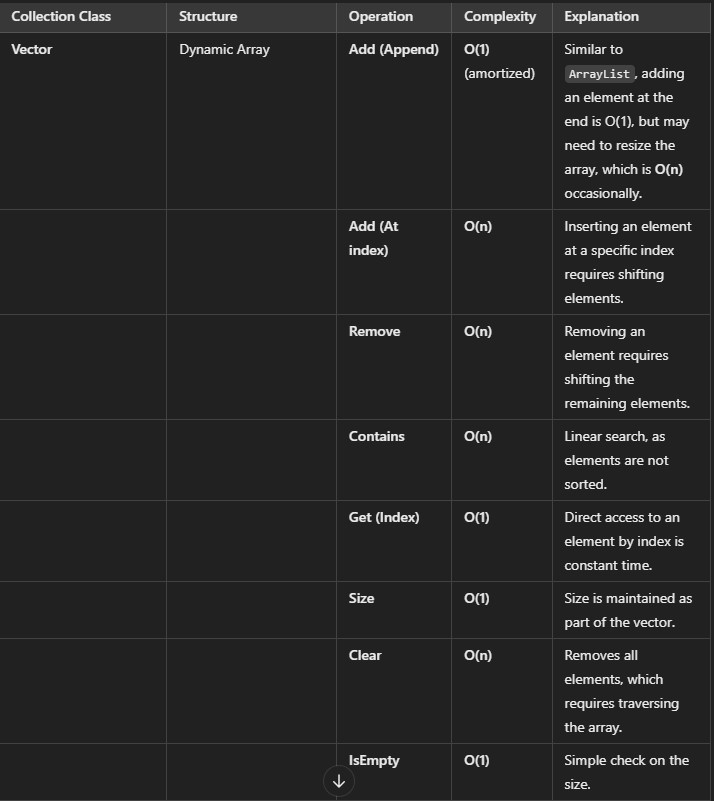 Collection Class Structure Operation Complexity Explanation
Vector Dynamic Array Add (Append) O(1) Similar to
(amortized) ArrayList, adding
an element at the
end is O(1), but may
need to resize the
array, which is O(n)
occasionally.
Add (At O(n) Inserting an element
index) at a specific index
requires shifting
elements.
Remove O(n) Removing an
element requires
shifting the
remaining elements.
Contains O(n) Linear search, as
elements are not
sorted.
Get (Index) O(1) Direct access to an
element by index is
constant time.
Size O(1) Size is maintained as
part of the vector.
Clear O(n) Removes all
elements, which
requires traversing
the array.
IsEmpty O(1) Simple check on the
size.